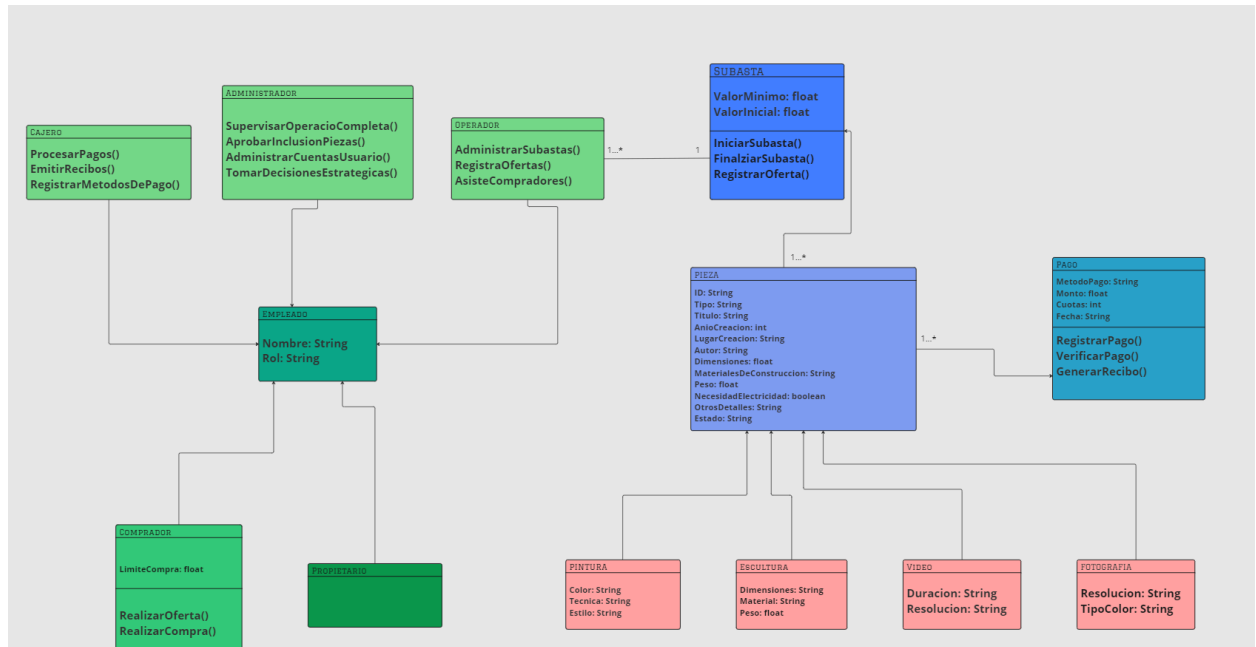 SUBASTA
ValorMinimo: float
ValorInicial: float
IniciarSubasta()
FinalziarSubasta()
RegistrarOferta()
ADMINISTRADOR
SupervisarOperacioCompleta()
AprobarInclusionPiezas()
AdministrarCuentasUsuario()
TomarDecisionesEstrategicas()
OPERADOR
AdministrarSubastas()
RegistraOfertas()
AsisteCompradores()
1...*
1
CAJERO
ProcesarPagos()
EmitirRecibos()
RegistrarMetodosDePago()
1...*
PIEZA
ID: String
Tipo: String
Titulo: String
AnioCreacion: int
LugarCreacion: String
Autor: String
Dimensiones: float
MaterialesDeConstruccion: String
Peso: float
NecesidadElectricidad: boolean
OtrosDetalles: String
Estado: String
1...*
PAGO
MetodoPago: String
Monto: float
Cuotas: int
Fecha: String
RegistrarPago()
VerificarPago()
GenerarRecibo()
EMPLEADO
Nombre: String
Rol: String
COMPRADOR
LimiteCompra: float
RealizarOferta()
RealizarCompra()
PROPIETARIO
PINTURA
Color: String
Tecnica: String
Estilo: String
ESCULTURA
Dimensiones: String
Material: String
Peso: float
VIDEO
Duracion: String
Resolucion: String
FOTOGRAFIA
Resolucion: String
TipoColor: String